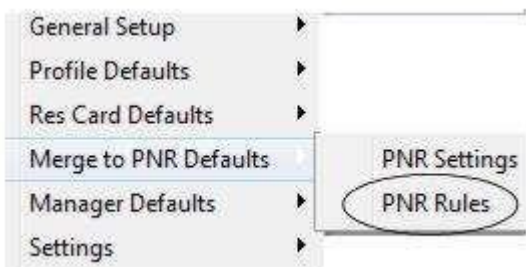 General Setup
Profile Defaults
Res Card Defaults
Merge to PNR Defaults
PNR Settings
Manager Defaults
PNR Rules
Settings